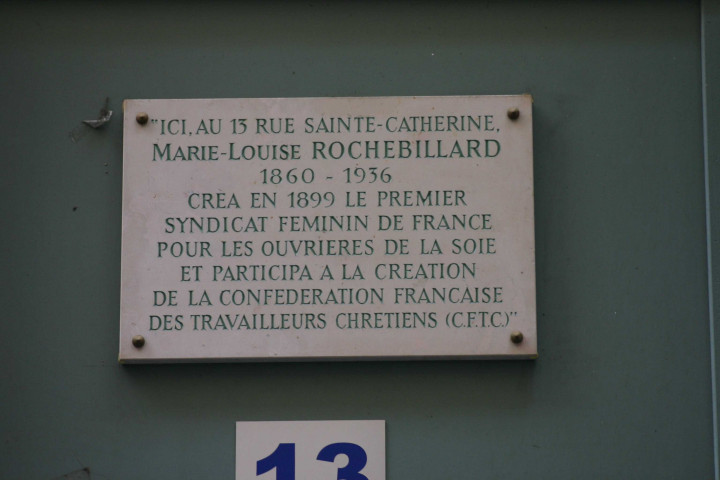 "ICI, AU 13 RUE SAINTE-CATHERINE,
MARIE-LOUISE ROCHEBILLARD
1860 - 1936
CREA EN 1899 LE PREMIER
SYNDICAT FEMININ DE FRANCE
POUR LES OUVRIERES DE LA SOIE
ET PARTICIPA A LA CREATION
DE LA CONFEDERATION FRANCAISE
DES TRAVAILLEURS CHRETIENS (C.F.T.C.)"
13